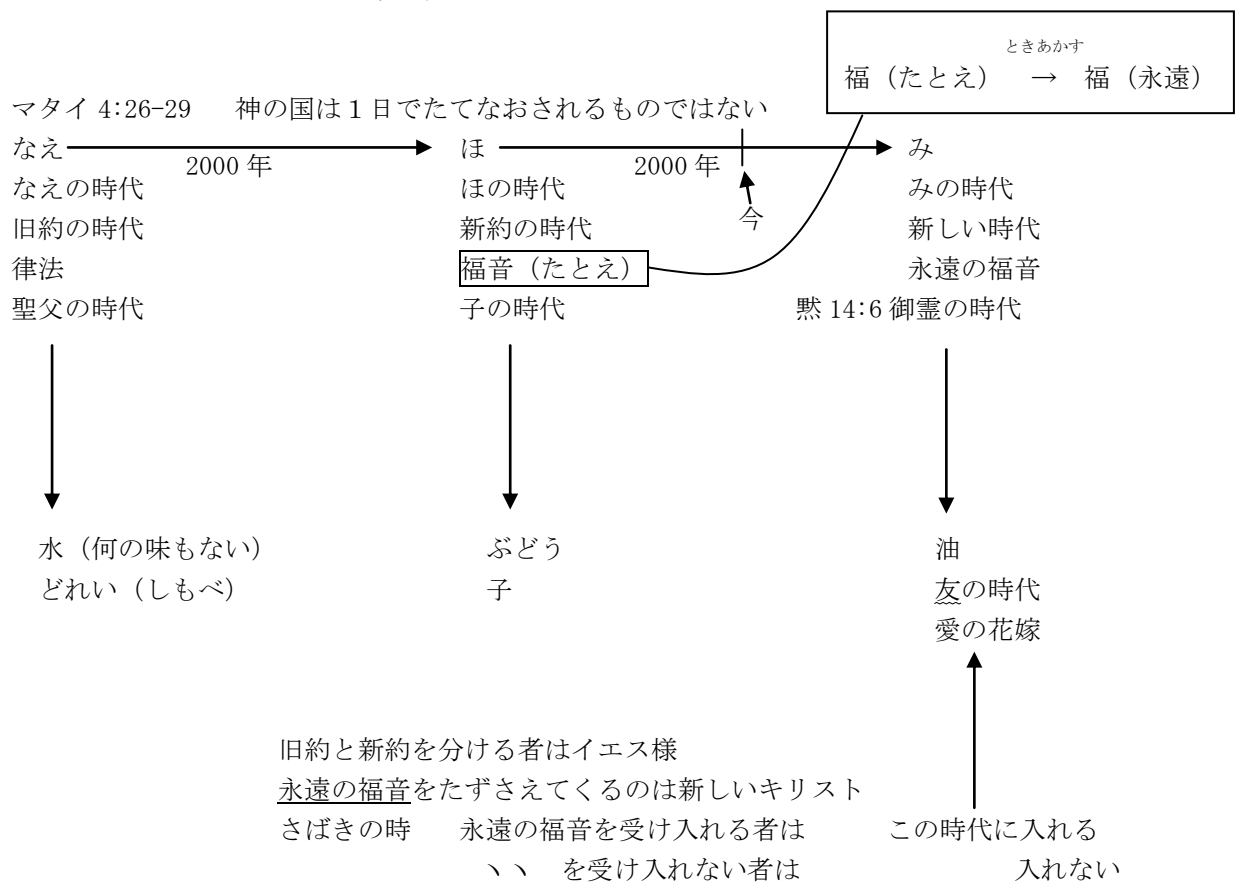 ときあかす
福（たとえ） → 福（永遠）
マタイ 4:26-29 神の国は１日でたてなおされるものではない
なえ 2000 年 ほ 2000 年 み
なえの時代 ほの時代 今 みの時代
旧約の時代 新約の時代 新しい時代
律法 福音（たとえ） 永遠の福音
聖父の時代 子の時代 黙 14:6 御霊の時代
水（何の味もない） ぶどう 油
どれい（しもべ） 子 友の時代
愛の花嫁
旧約と新約を分ける者はイエス様
永遠の福音をたずさえてくるのは新しいキリスト
さばきの時 永遠の福音を受け入れる者は この時代に入れる
ヽヽ を受け入れない者は 入れない